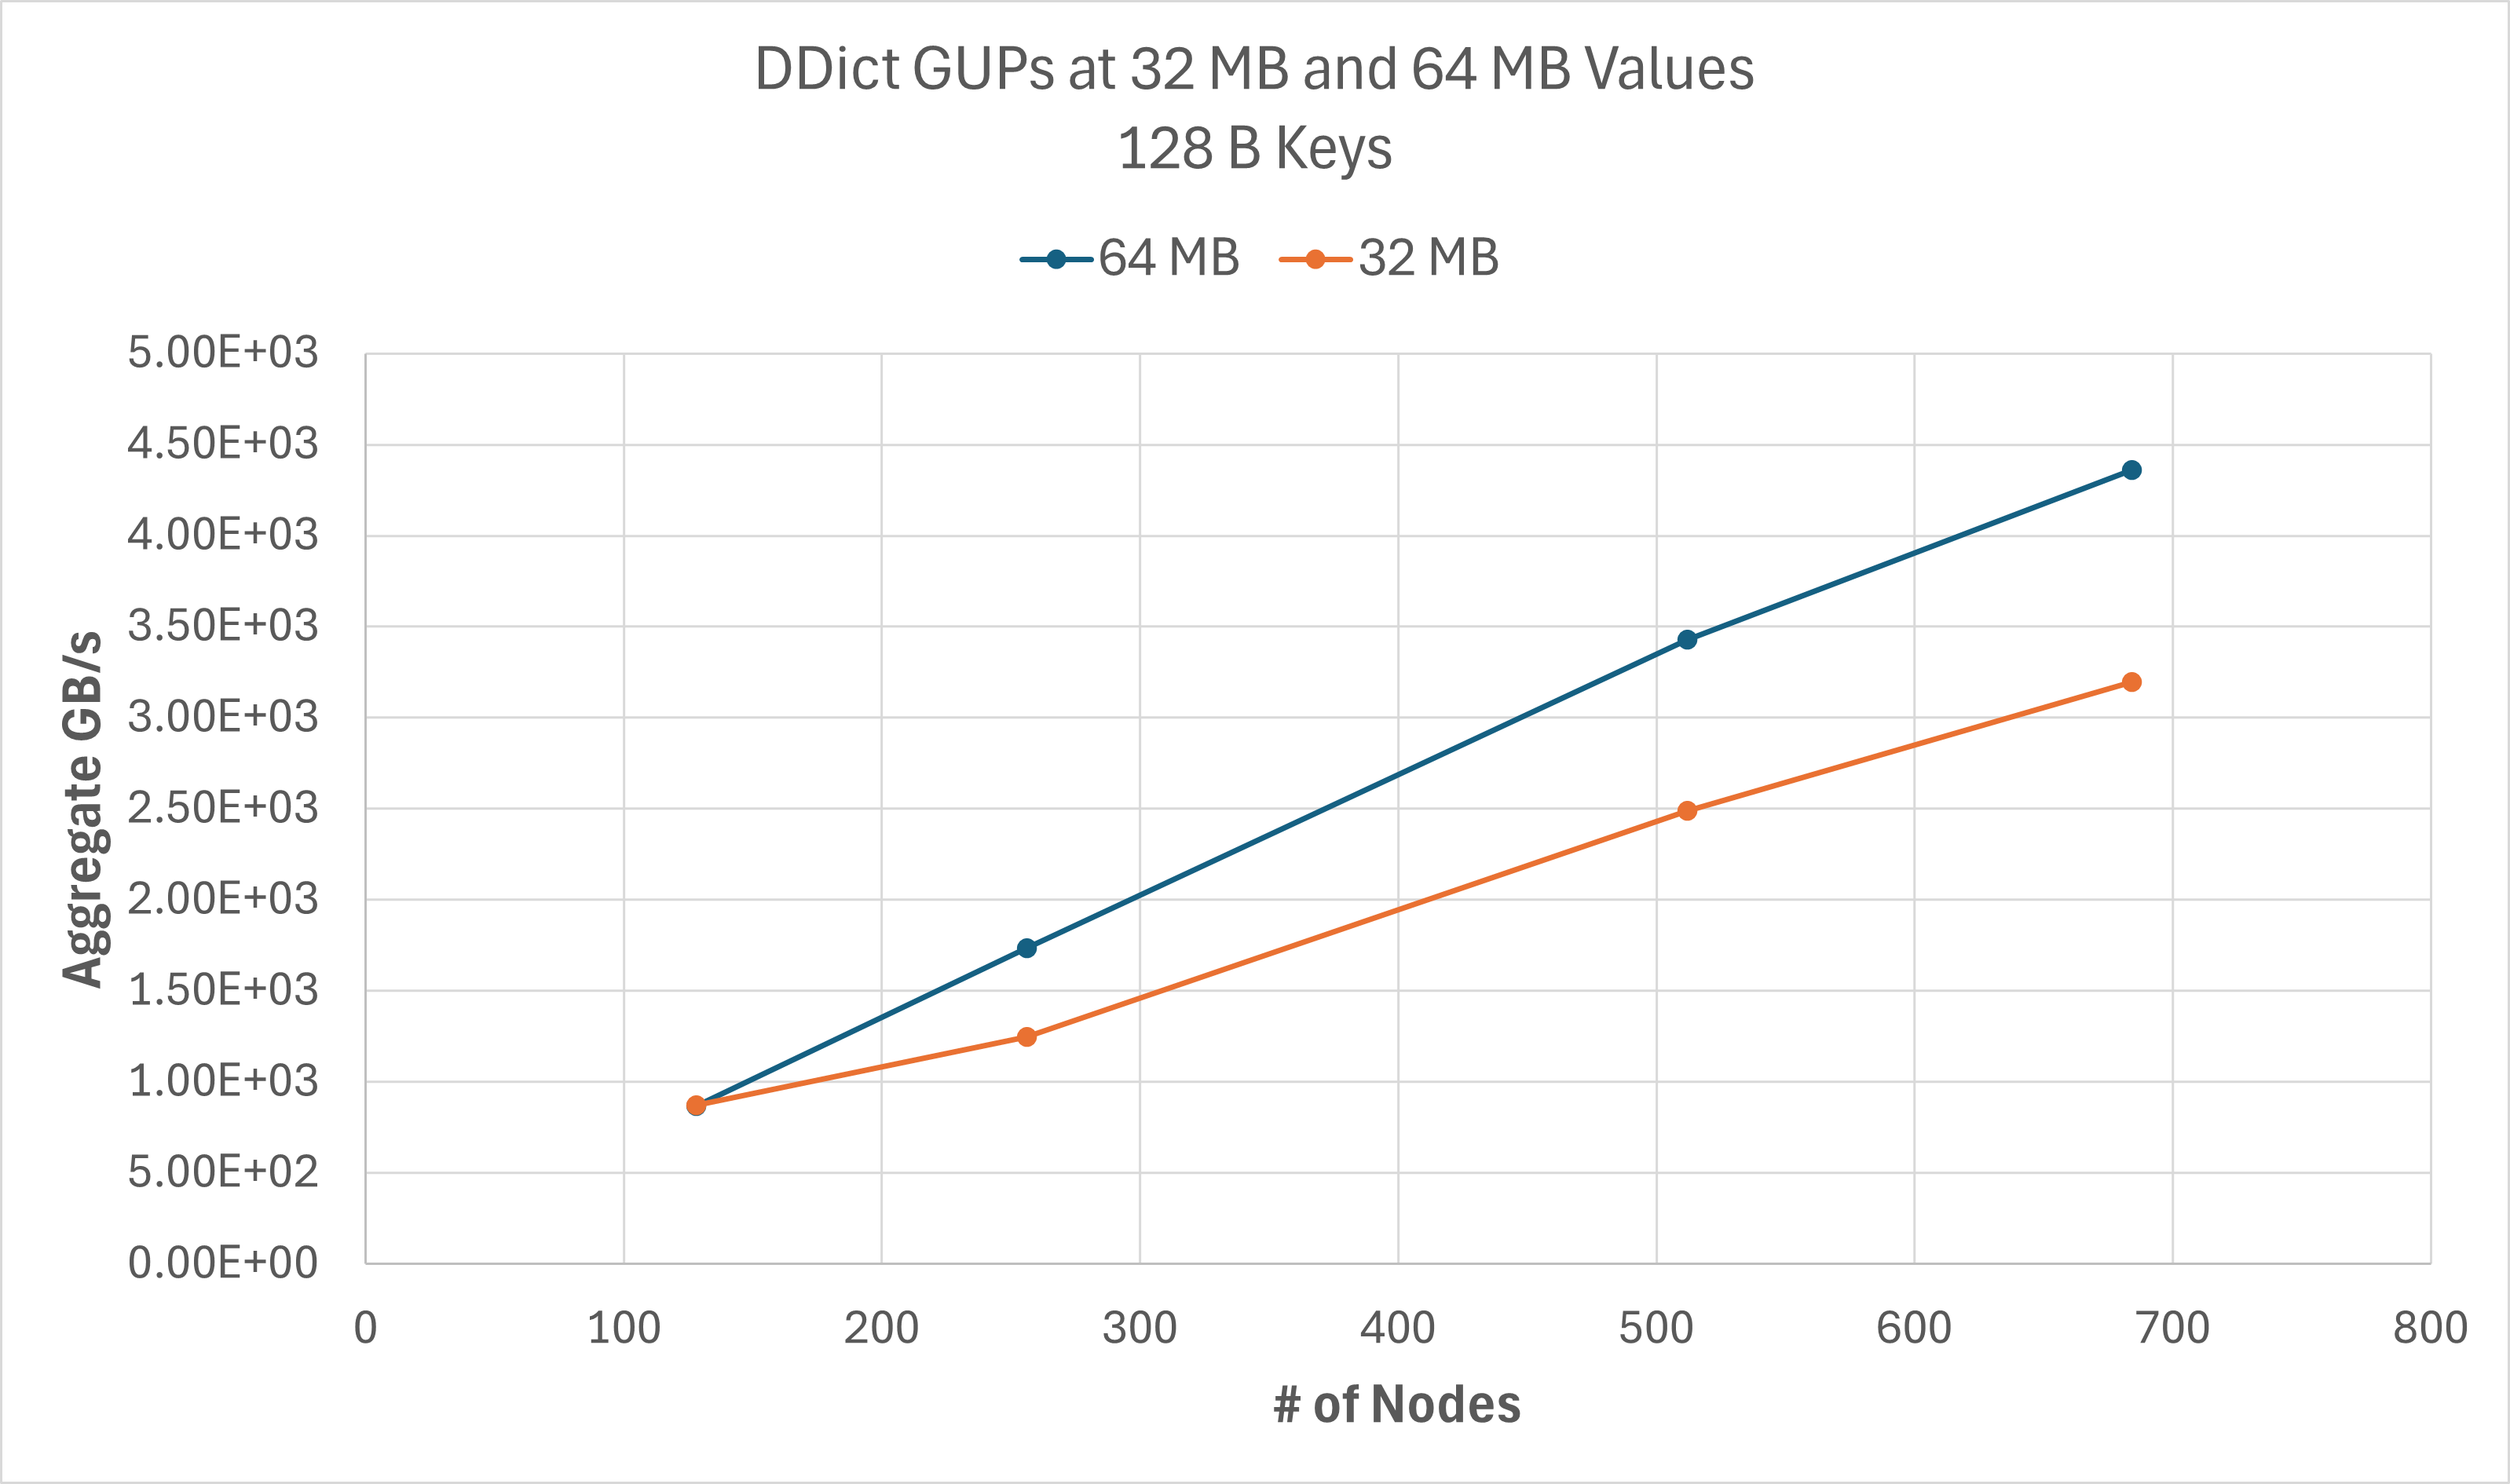 DDict GUPs at 32 MB and 64 MB Values
128 B Keys
64 MB
32 MB
5.00E+03
4.50E+03
4.00E+03
3.50E+03
3.00E+03
2.50E+03
2.00E+03
1.50E+03
1.00E+03
5.00E+02
0.00E+00
Aggregate GB/s
0 100 200 300 400 500 600 700 800
# of Nodes